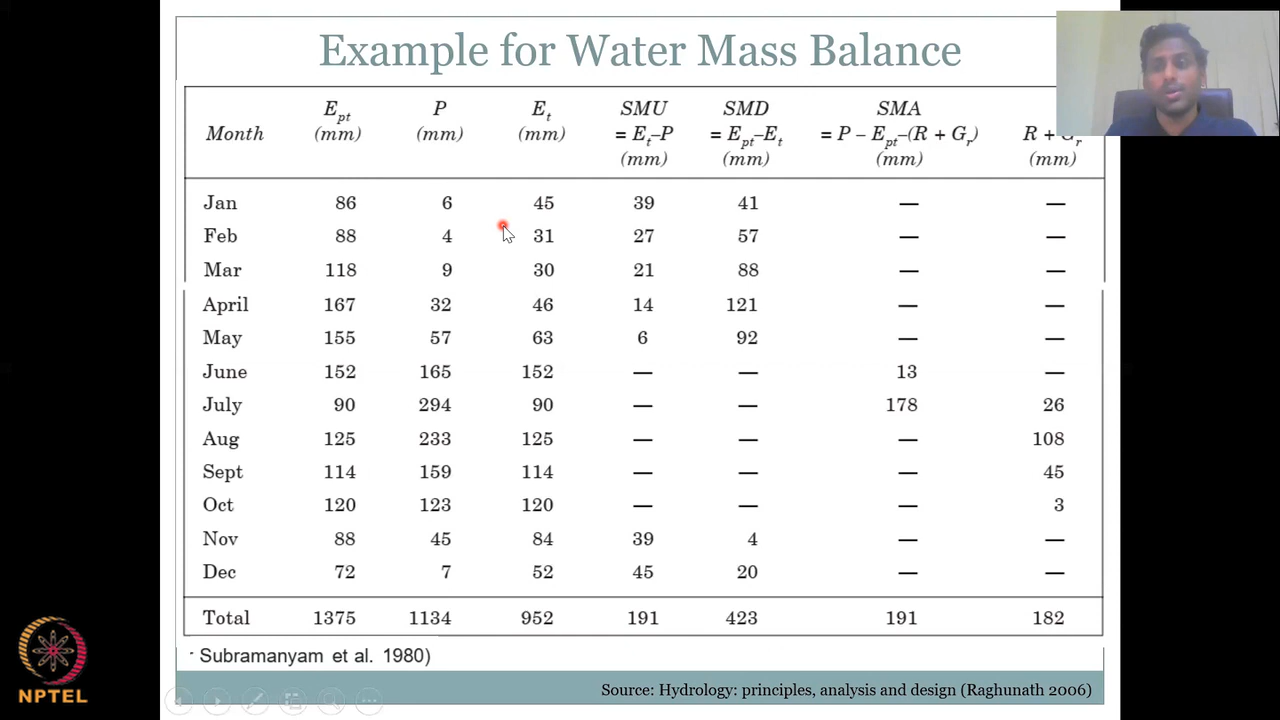 Example for Water Mass Balance
Month E_pt (mm) P (mm) E_t (mm) SMU = E_t–P (mm) SMD = E_pt–E_t (mm) SMA = P – E_pt–(R + G_r) (mm) R + G_r (mm)
Jan 86 6 45 39 41 — —
Feb 88 4 31 27 57 — —
Mar 118 9 30 21 88 — —
April 167 32 46 14 121 — —
May 155 57 63 6 92 — —
June 152 165 152 — — 13 —
July 90 294 90 — — 178 26
Aug 125 233 125 — — — 108
Sept 114 159 114 — — — 45
Oct 120 123 120 — — — 3
Nov 88 45 84 39 4 — —
Dec 72 7 52 45 20 — —
Total 1375 1134 952 191 423 191 182
Subramanyam et al. 1980)
Source: Hydrology: principles, analysis and design (Raghunath 2006)
NPTEL